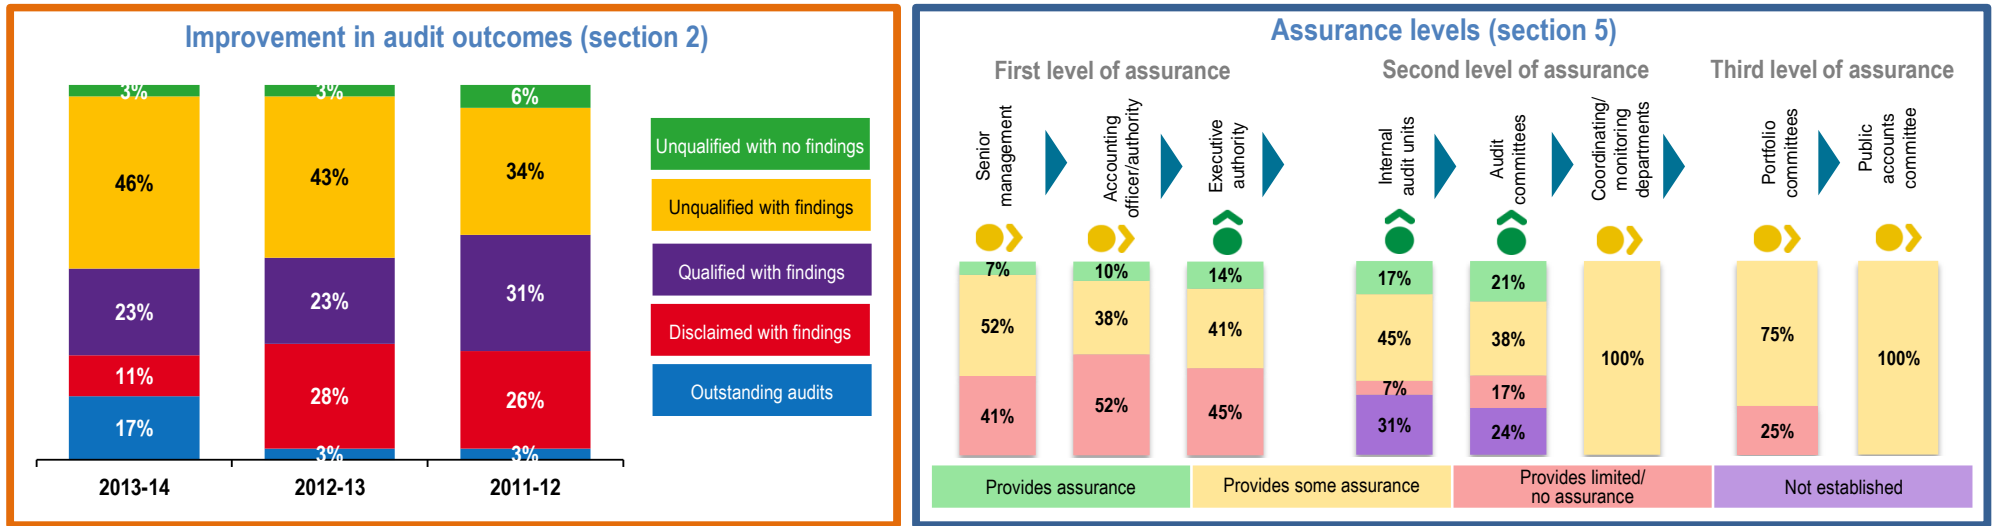 Improvement in audit outcomes (section 2)
3%
46%
23%
11%
17%
3%
43%
23%
28%
3%
6%
34%
31%
26%
3%
2013-14
2012-13
2011-12
Unqualified with no findings
Unqualified with findings
Qualified with findings
Disclaimed with findings
Outstanding audits
Assurance levels (section 5)
First level of assurance
Second level of assurance
Third level of assurance
Senior
management
Accounting
officer/authority
Executive
authority
Internal
audit units
Audit
committees
Coordinating/
monitoring
departments
Portfolio
committees
Public
accounts
committee
7%
52%
41%
10%
38%
52%
14%
41%
45%
17%
45%
7%
31%
21%
38%
17%
24%
100%
75%
25%
100%
Provides assurance
Provides some assurance
Provides limited/
no assurance
Not established